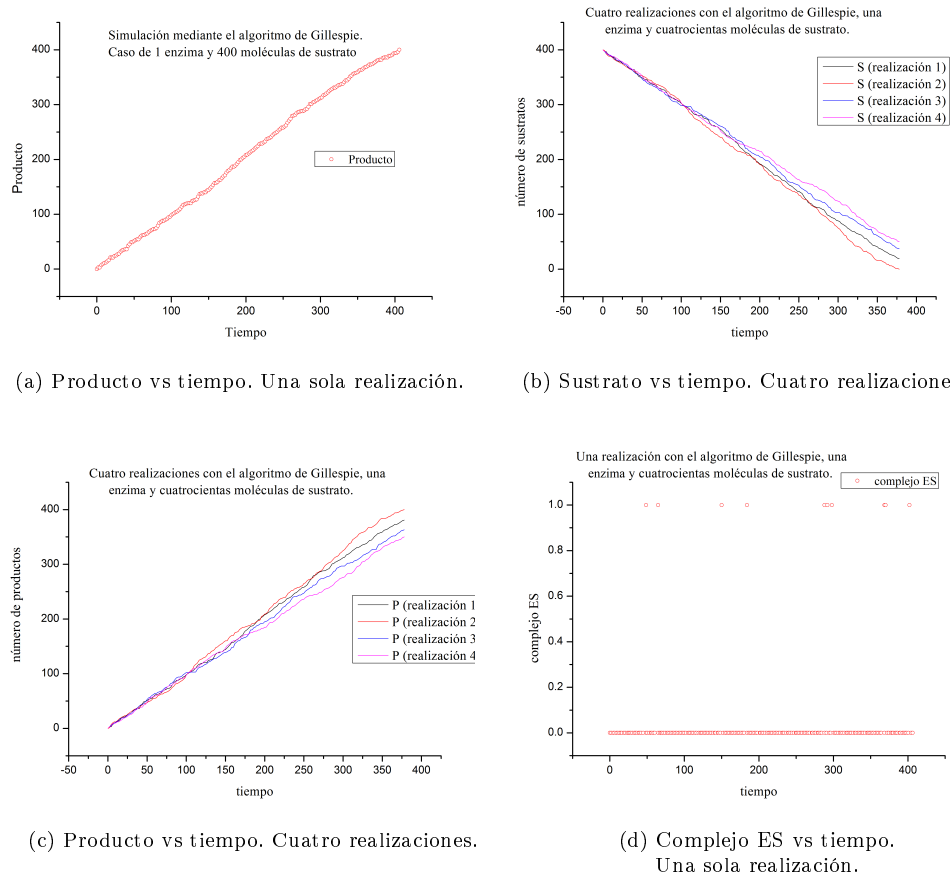 Simulación mediante el algoritmo de Gillespie.
Caso de 1 enzima y 400 moléculas de sustrato
400
300
200
100
0
Producto
Producto
0
100
200
300
400
Tiempo
(a) Producto vs tiempo. Una sola realización.
Cuatro realizaciones con el algoritmo de Gillespie, una
enzima y cuatrocientas moléculas de sustrato.
S (realización 1)
S (realización 2)
S (realización 3)
S (realización 4)
400
300
200
100
0
número de sustratos
-50
0
50
100
150
200
250
300
350
400
tiempo
(b) Sustrato vs tiempo. Cuatro realizacione
Cuatro realizaciones con el algoritmo de Gillespie, una
enzima y cuatrocientas moléculas de sustrato.
400
300
200
100
0
número de productos
P (realización 1
P (realización 2
P (realización 3
P (realización 4
-50
0
50
100
150
200
250
300
350
400
tiempo
(c) Producto vs tiempo. Cuatro realizaciones.
Una realización con el algoritmo de Gillespie, una
enzima y cuatrocientas moléculas de sustrato.
complejo ES
1.0
0.8
0.6
0.4
0.2
0.0
complejo ES
0
100
200
300
400
tiempo
(d) Complejo ES vs tiempo.
Una sola realización.